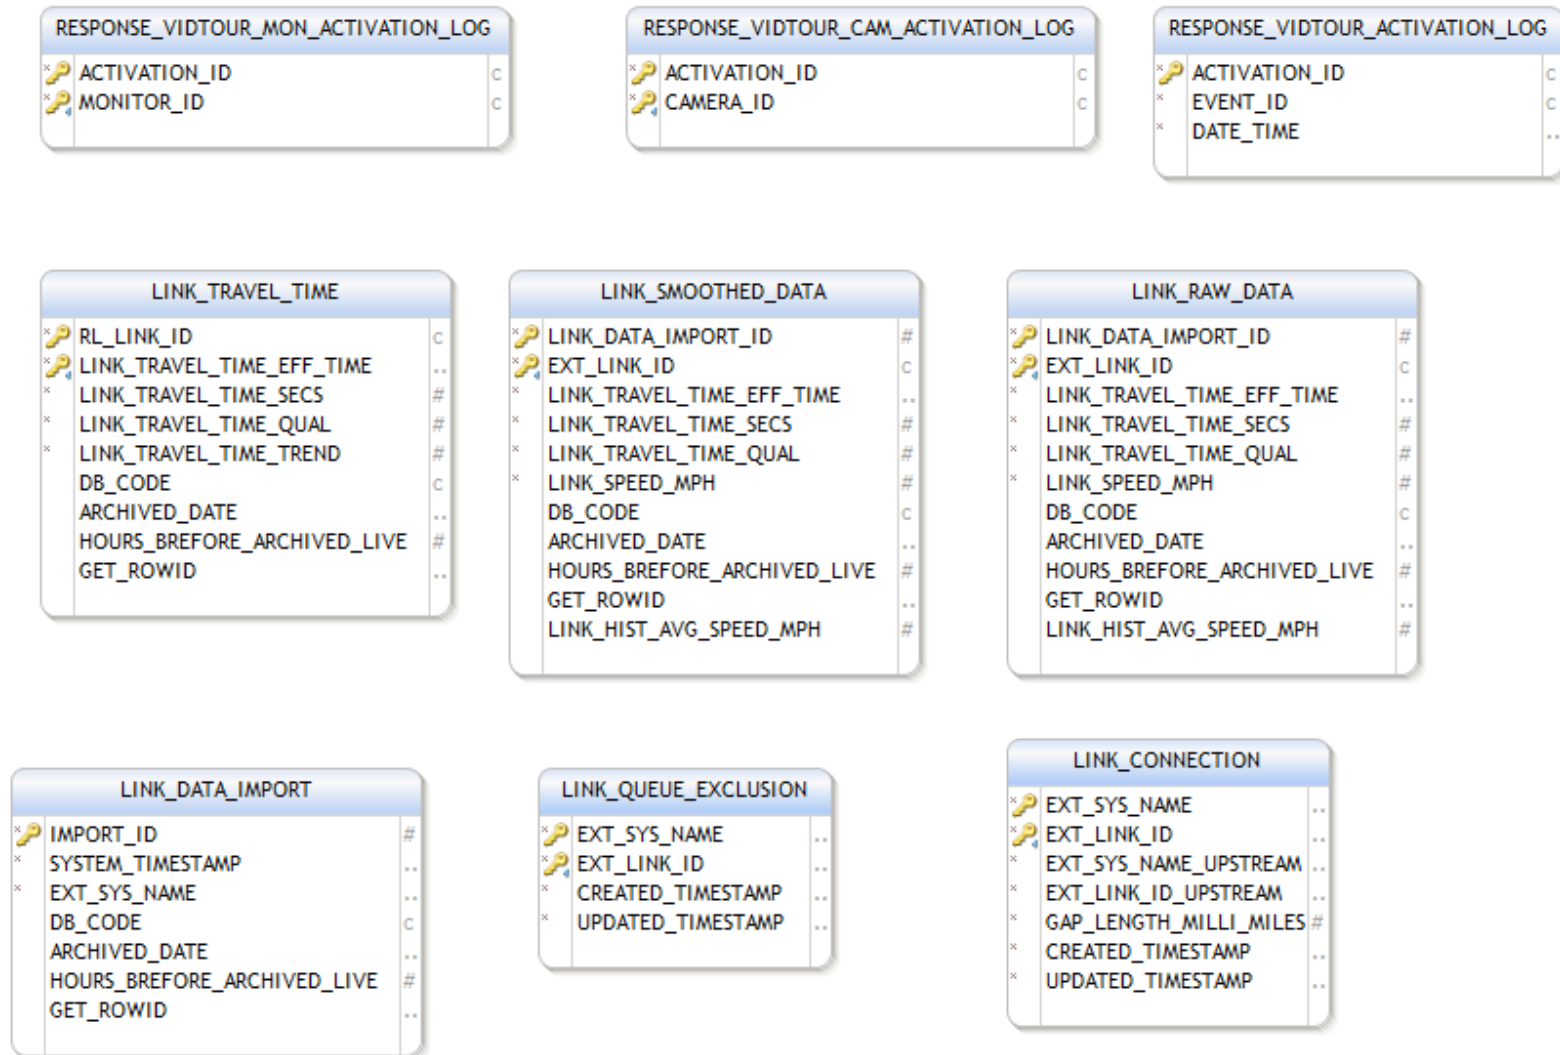 RESPONSE_VIDTOUR_MON_ACTIVATION_LOG
ACTIVATION_ID c
MONITOR_ID c
RESPONSE_VIDTOUR_CAM_ACTIVATION_LOG
ACTIVATION_ID c
CAMERA_ID c
RESPONSE_VIDTOUR_ACTIVATION_LOG
ACTIVATION_ID c
EVENT_ID c
DATE_TIME ..
LINK_TRAVEL_TIME
RL_LINK_ID c
LINK_TRAVEL_TIME_EFF_TIME ..
LINK_TRAVEL_TIME_SECS #
LINK_TRAVEL_TIME_QUAL #
LINK_TRAVEL_TIME_TREND #
DB_CODE c
ARCHIVED_DATE ..
HOURS_BREFORE_ARCHIVED_LIVE #
GET_ROWID ..
LINK_SMOOTHED_DATA
LINK_DATA_IMPORT_ID #
EXT_LINK_ID c
LINK_TRAVEL_TIME_EFF_TIME ..
LINK_TRAVEL_TIME_SECS #
LINK_TRAVEL_TIME_QUAL #
LINK_SPEED_MPH #
DB_CODE c
ARCHIVED_DATE ..
HOURS_BREFORE_ARCHIVED_LIVE #
GET_ROWID ..
LINK_HIST_AVG_SPEED_MPH #
LINK_RAW_DATA
LINK_DATA_IMPORT_ID #
EXT_LINK_ID c
LINK_TRAVEL_TIME_EFF_TIME ..
LINK_TRAVEL_TIME_SECS #
LINK_TRAVEL_TIME_QUAL #
LINK_SPEED_MPH #
DB_CODE c
ARCHIVED_DATE ..
HOURS_BREFORE_ARCHIVED_LIVE #
GET_ROWID ..
LINK_HIST_AVG_SPEED_MPH #
LINK_DATA_IMPORT
IMPORT_ID #
SYSTEM_TIMESTAMP ..
EXT_SYS_NAME ..
DB_CODE c
ARCHIVED_DATE ..
HOURS_BREFORE_ARCHIVED_LIVE #
GET_ROWID ..
LINK_QUEUE_EXCLUSION
EXT_SYS_NAME ..
EXT_LINK_ID ..
CREATED_TIMESTAMP ..
UPDATED_TIMESTAMP ..
LINK_CONNECTION
EXT_SYS_NAME ..
EXT_LINK_ID ..
EXT_SYS_NAME_UPSTREAM ..
EXT_LINK_ID_UPSTREAM ..
GAP_LENGTH_MILLI_MILES #
CREATED_TIMESTAMP ..
UPDATED_TIMESTAMP ..